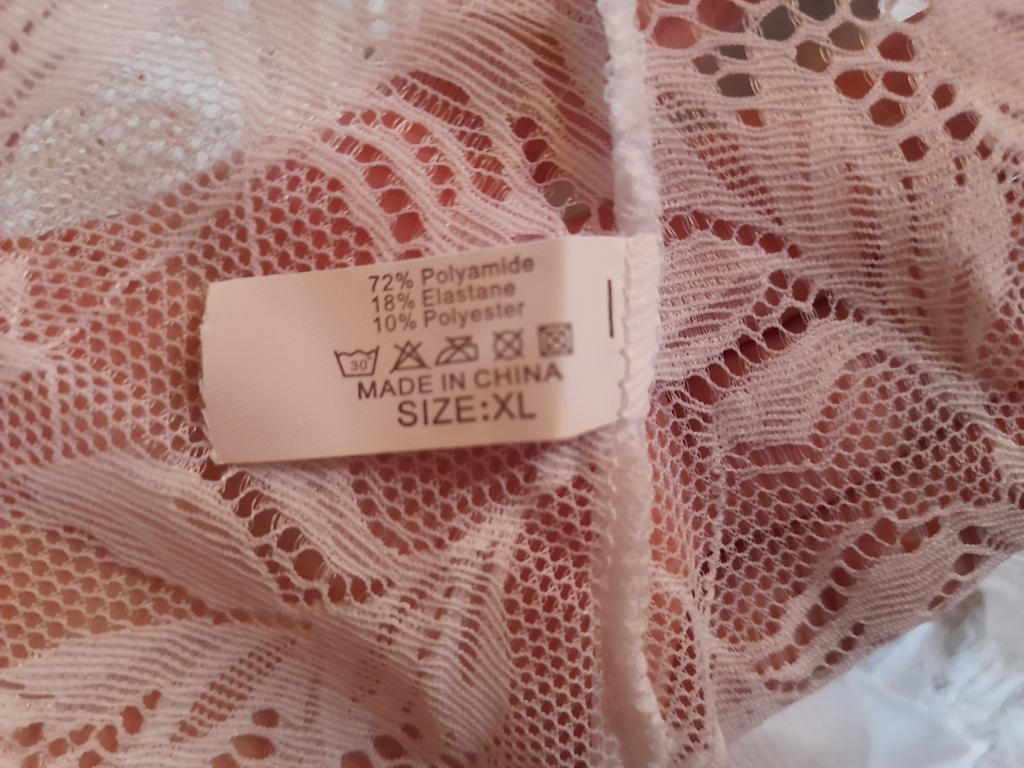 72% Polyamide
18% Elastane
10% Polyester
30
MADE IN CHINA
SIZE:XL